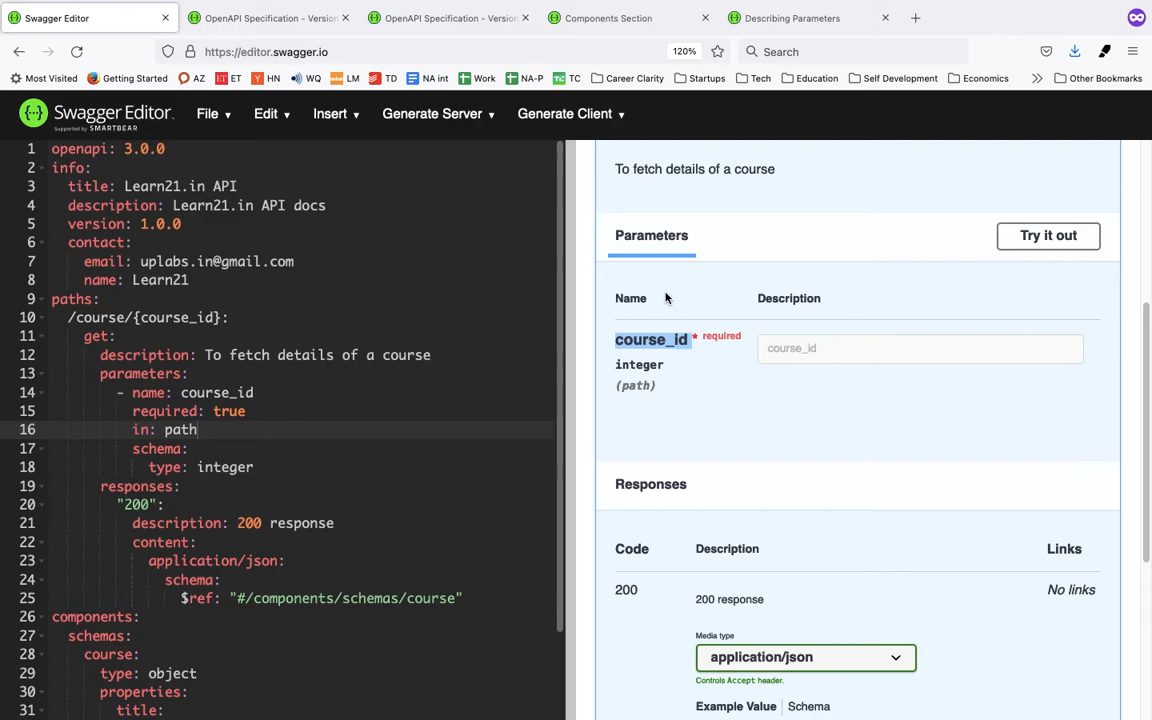 Swagger Editor
OpenAPI Specification - Version
OpenAPI Specification - Version
Components Section
Describing Parameters
https://editor.swagger.io
120%
Search
Most Visited
Getting Started
AZ
ET
HN
WQ
LM
TD
NA int
Work
NA-P
TC
Career Clarity
Startups
Tech
Education
Self Development
Economics
Other Bookmarks
Swagger Editor
Supported by SMARTBEAR
File
Edit
Insert
Generate Server
Generate Client
1 openapi: 3.0.0
2 info:
3 title: Learn21.in API
4 description: Learn21.in API docs
5 version: 1.0.0
6 contact:
7 email: uplabs.in@gmail.com
8 name: Learn21
9 paths:
10 /course/{course_id}:
11 get:
12 description: To fetch details of a course
13 parameters:
14 - name: course_id
15 required: true
16 in: path
17 schema:
18 type: integer
19 responses:
20 "200":
21 description: 200 response
22 content:
23 application/json:
24 schema:
25 $ref: "#/components/schemas/course"
26 components:
27 schemas:
28 course:
29 type: object
30 properties:
31 title:
To fetch details of a course
Parameters
Try it out
Name
Description
course_id * required
course_id
integer
(path)
Responses
Code
Description
Links
200
200 response
No links
Media type
application/json
Controls Accept header.
Example Value
Schema